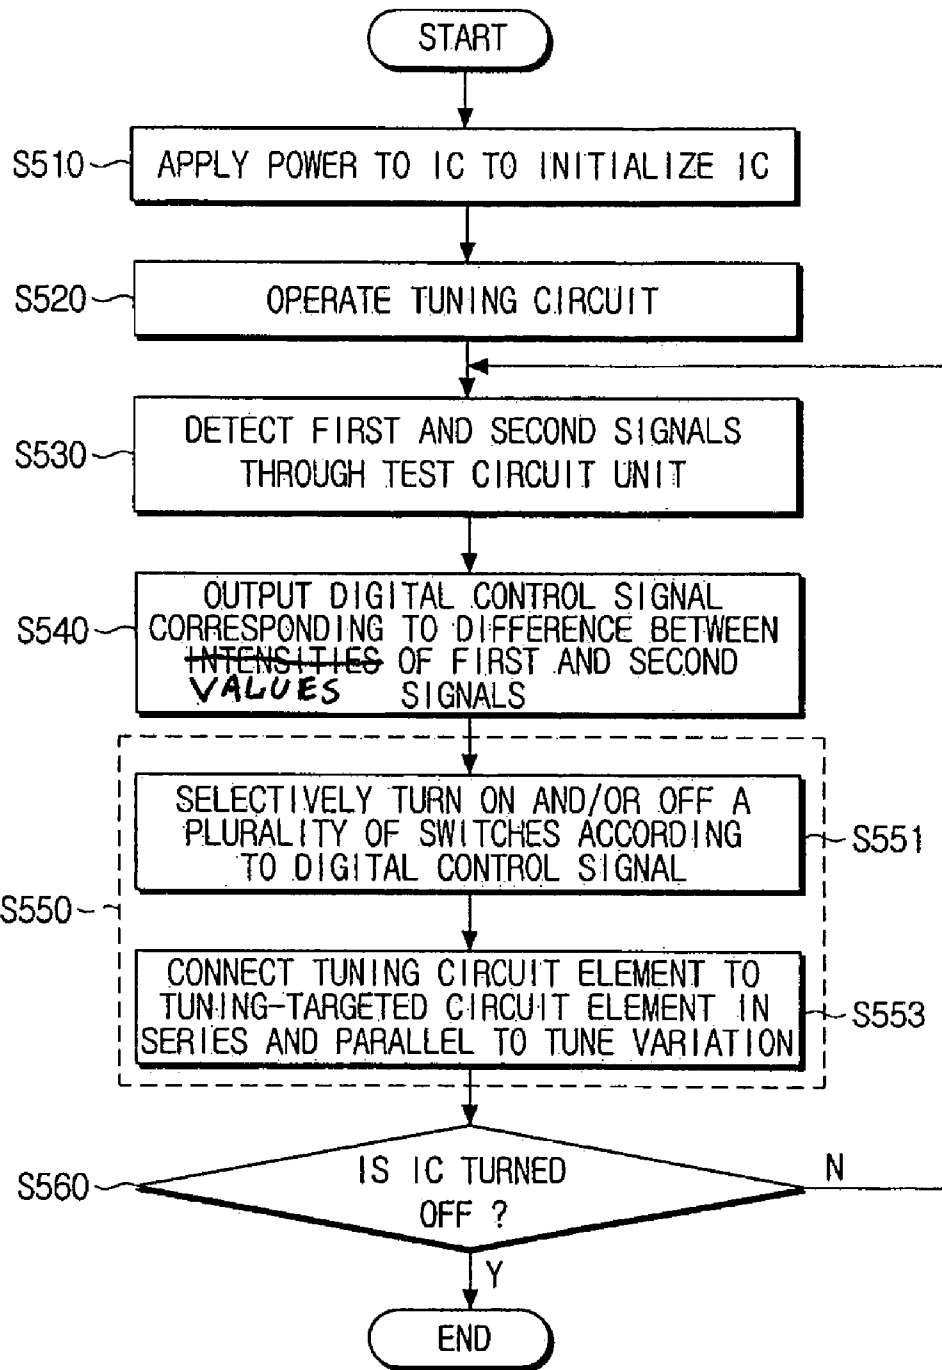 START
S510
APPLY POWER TO IC TO INITIALIZE IC
S520
OPERATE TUNING CIRCUIT
S530
DETECT FIRST AND SECOND SIGNALS
THROUGH TEST CIRCUIT UNIT
S540
OUTPUT DIGITAL CONTROL SIGNAL
CORRESPONDING TO DIFFERENCE BETWEEN
INTENSITIES OF FIRST AND SECOND
VALUES SIGNALS
S550
SELECTIVELY TURN ON AND/OR OFF A
PLURALITY OF SWITCHES ACCORDING
TO DIGITAL CONTROL SIGNAL
S551
CONNECT TUNING CIRCUIT ELEMENT TO
TUNING-TARGETED CIRCUIT ELEMENT IN
SERIES AND PARALLEL TO TUNE VARIATION
S553
S560
IS IC TURNED
OFF ?
N
Y
END